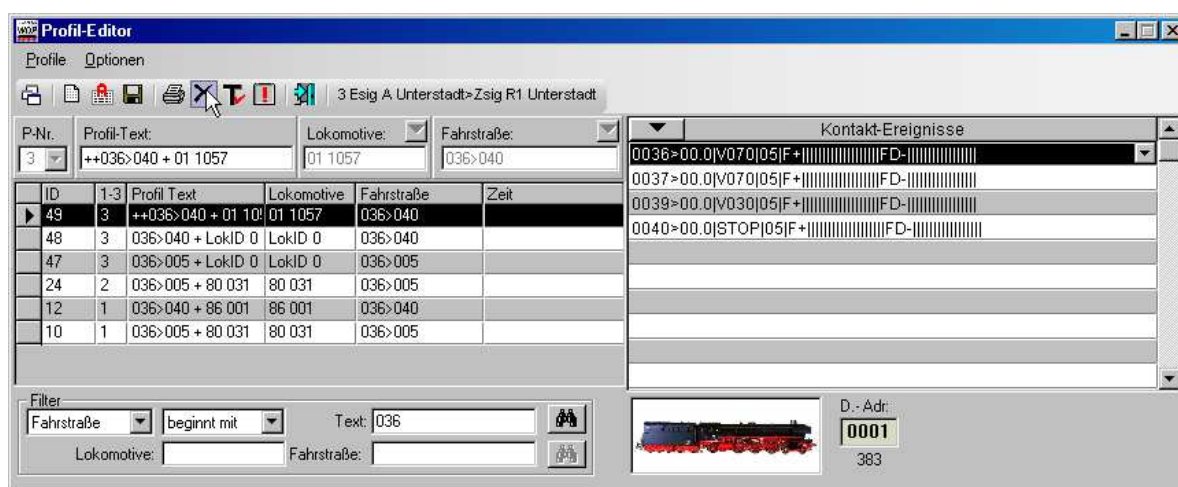 Profil-Editor
Profile Optionen
3 Esig A Unterstadt>Zsig R1 Unterstadt
P-Nr. Profil-Text: Lokomotive: Fahrstraße:
3 ++036>040 + 01 1057 01 1057 036>040
ID 1-3 Profil Text Lokomotive Fahrstraße Zeit
49 3 ++036>040 + 01 10 01 1057 036>040
48 3 036>040 + LokID 0 LokID 0 036>040
47 3 036>005 + LokID 0 LokID 0 036>005
24 2 036>005 + 80 031 80 031 036>005
12 1 036>040 + 86 001 86 001 036>040
10 1 036>005 + 80 031 80 031 036>005
Kontakt-Ereignisse
0036>00.0|V070|05|F+||||||||||||||||||FD-||||||||||||||||
0037>00.0|V070|05|F+||||||||||||||||||FD-||||||||||||||||
0039>00.0|V030|05|F+||||||||||||||||||FD-||||||||||||||||
0040>00.0|STOP|05|F+||||||||||||||||||FD-||||||||||||||||
Filter
Fahrstraße beginnt mit Text: 036
Lokomotive: Fahrstraße:
D.- Adr:
0001
383